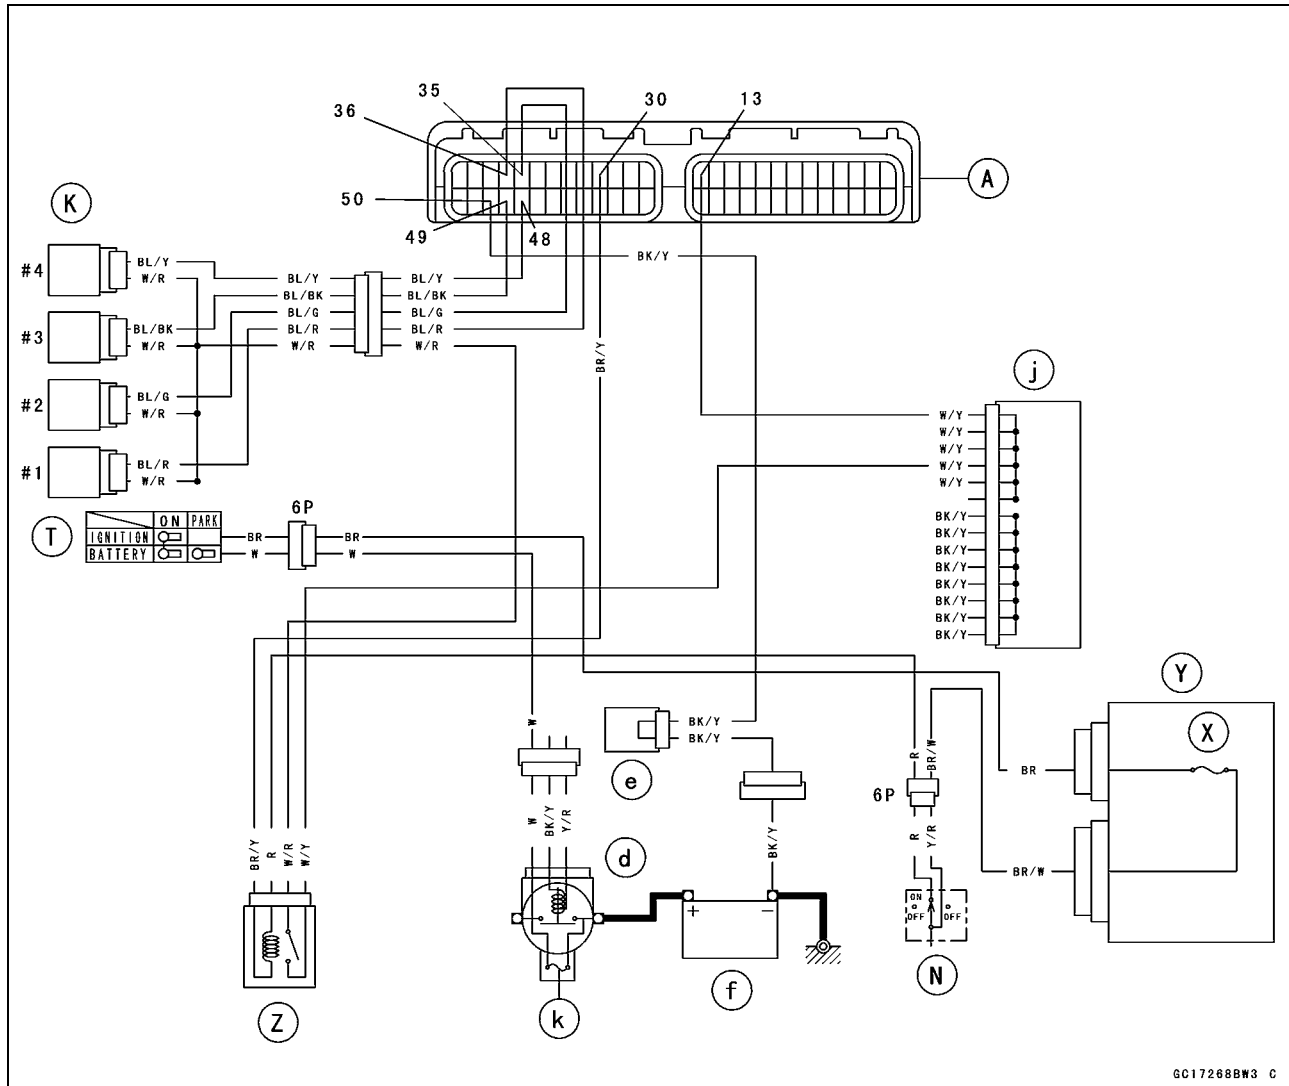 35
30
13
36
A
K
50
49
48
BK/Y
#4
BL/Y
W/R
BL/Y
BL/Y
BL/BK
BL/BK
BL/G
BL/G
#3
BL/BK
W/R
BL/R
BL/R
W/R
W/R
BR/Y
j
#2
BL/G
W/R
W/Y
W/Y
W/Y
W/Y
W/Y
#1
BL/R
W/R
6P
BK/Y
BK/Y
BK/Y
BK/Y
BK/Y
BK/Y
BK/Y
BK/Y
T
ON PARK
IGNITION
BATTERY
BR
W
BR
W
Y
X
W
BK/Y
BK/Y
e
R
BR/W
BR
6P
BR/Y
R
W/R
W/Y
W
BK/Y
Y/R
d
BK/Y
R
Y/R
BR/W
ON
OFF
OFF
+
−
N
f
k
Z
GC17268BW3 C